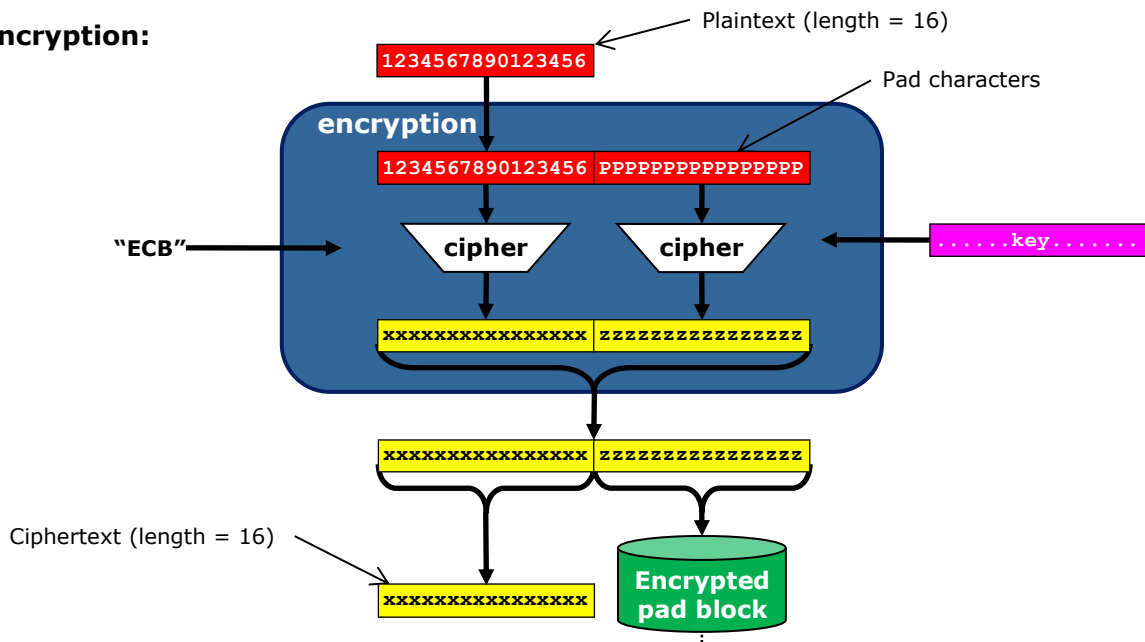 ncryption:
Plaintext (length = 16)
1234567890123456
Pad characters
encryption
1234567890123456 PPPPPPPPPPPPPPPP
“ECB”
cipher cipher
......key.......
xxxxxxxxxxxxxxxx zzzzzzzzzzzzzzzz
xxxxxxxxxxxxxxxx zzzzzzzzzzzzzzzz
Ciphertext (length = 16)
xxxxxxxxxxxxxxxx
Encrypted
pad block